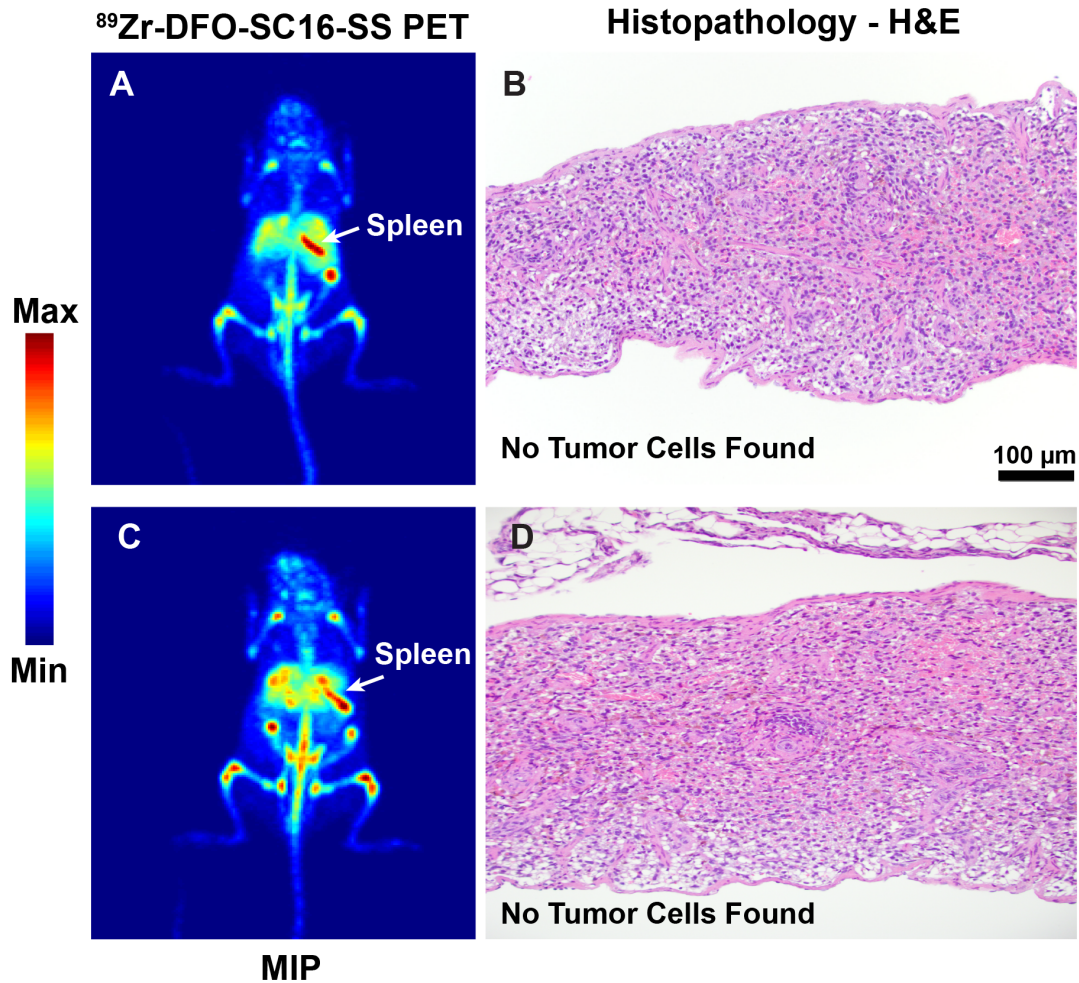 ⁸⁹Zr-DFO-SC16-SS PET
Histopathology - H&E
A
Spleen
B
No Tumor Cells Found
100 µm
Max
Min
C
Spleen
D
No Tumor Cells Found
MIP